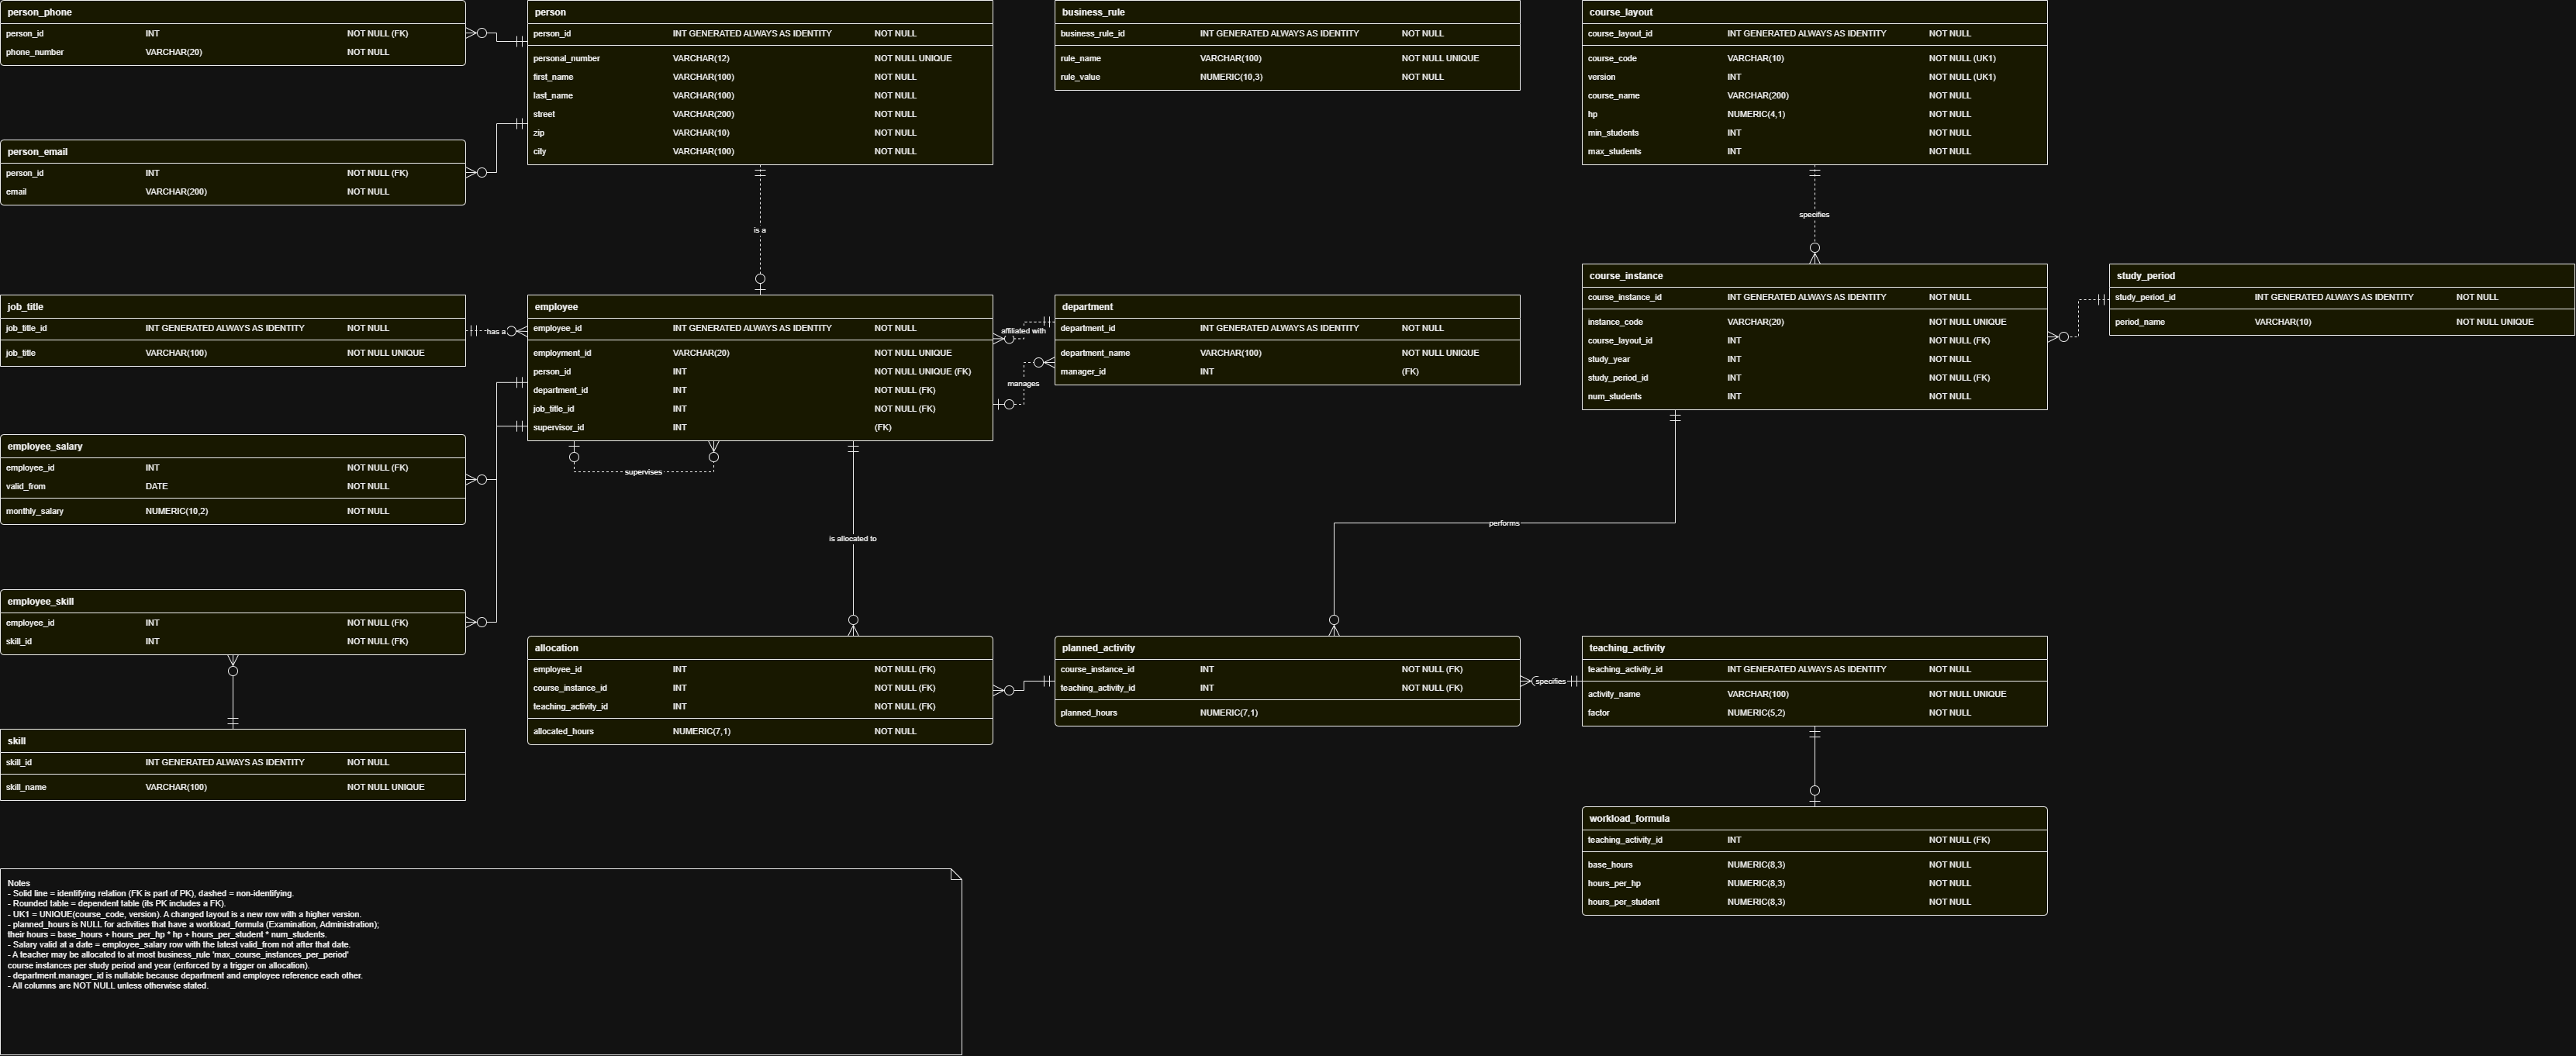 person_phone
person_id INT NOT NULL (FK)
phone_number VARCHAR(20) NOT NULL
person
person_id INT GENERATED ALWAYS AS IDENTITY NOT NULL
personal_number VARCHAR(12) NOT NULL UNIQUE
first_name VARCHAR(100) NOT NULL
last_name VARCHAR(100) NOT NULL
street VARCHAR(200) NOT NULL
zip VARCHAR(10) NOT NULL
city VARCHAR(100) NOT NULL
business_rule
business_rule_id INT GENERATED ALWAYS AS IDENTITY NOT NULL
rule_name VARCHAR(100) NOT NULL UNIQUE
rule_value NUMERIC(10,3) NOT NULL
course_layout
course_layout_id INT GENERATED ALWAYS AS IDENTITY NOT NULL
course_code VARCHAR(10) NOT NULL (UK1)
version INT NOT NULL (UK1)
course_name VARCHAR(200) NOT NULL
hp NUMERIC(4,1) NOT NULL
min_students INT NOT NULL
max_students INT NOT NULL
person_email
person_id INT NOT NULL (FK)
email VARCHAR(200) NOT NULL
is a
specifies
job_title
job_title_id INT GENERATED ALWAYS AS IDENTITY NOT NULL
job_title VARCHAR(100) NOT NULL UNIQUE
has a
employee
employee_id INT GENERATED ALWAYS AS IDENTITY NOT NULL
employment_id VARCHAR(20) NOT NULL UNIQUE
person_id INT NOT NULL UNIQUE (FK)
department_id INT NOT NULL (FK)
job_title_id INT NOT NULL (FK)
supervisor_id INT (FK)
affiliated with
manages
supervises
department
department_id INT GENERATED ALWAYS AS IDENTITY NOT NULL
department_name VARCHAR(100) NOT NULL UNIQUE
manager_id INT (FK)
course_instance
course_instance_id INT GENERATED ALWAYS AS IDENTITY NOT NULL
instance_code VARCHAR(20) NOT NULL UNIQUE
course_layout_id INT NOT NULL (FK)
study_year INT NOT NULL
study_period_id INT NOT NULL (FK)
num_students INT NOT NULL
study_period
study_period_id INT GENERATED ALWAYS AS IDENTITY NOT NULL
period_name VARCHAR(10) NOT NULL UNIQUE
employee_salary
employee_id INT NOT NULL (FK)
valid_from DATE NOT NULL
monthly_salary NUMERIC(10,2) NOT NULL
is allocated to
performs
employee_skill
employee_id INT NOT NULL (FK)
skill_id INT NOT NULL (FK)
allocation
employee_id INT NOT NULL (FK)
course_instance_id INT NOT NULL (FK)
teaching_activity_id INT NOT NULL (FK)
allocated_hours NUMERIC(7,1) NOT NULL
planned_activity
course_instance_id INT NOT NULL (FK)
teaching_activity_id INT NOT NULL (FK)
planned_hours NUMERIC(7,1)
specifies
teaching_activity
teaching_activity_id INT GENERATED ALWAYS AS IDENTITY NOT NULL
activity_name VARCHAR(100) NOT NULL UNIQUE
factor NUMERIC(5,2) NOT NULL
skill
skill_id INT GENERATED ALWAYS AS IDENTITY NOT NULL
skill_name VARCHAR(100) NOT NULL UNIQUE
workload_formula
teaching_activity_id INT NOT NULL (FK)
base_hours NUMERIC(8,3) NOT NULL
hours_per_hp NUMERIC(8,3) NOT NULL
hours_per_student NUMERIC(8,3) NOT NULL
Notes
- Solid line = identifying relation (FK is part of PK), dashed = non-identifying.
- Rounded table = dependent table (its PK includes a FK).
- UK1 = UNIQUE(course_code, version). A changed layout is a new row with a higher version.
- planned_hours is NULL for activities that have a workload_formula (Examination, Administration);
their hours = base_hours + hours_per_hp * hp + hours_per_student * num_students.
- Salary valid at a date = employee_salary row with the latest valid_from not after that date.
- A teacher may be allocated to at most business_rule 'max_course_instances_per_period'
course instances per study period and year (enforced by a trigger on allocation).
- department.manager_id is nullable because department and employee reference each other.
- All columns are NOT NULL unless otherwise stated.